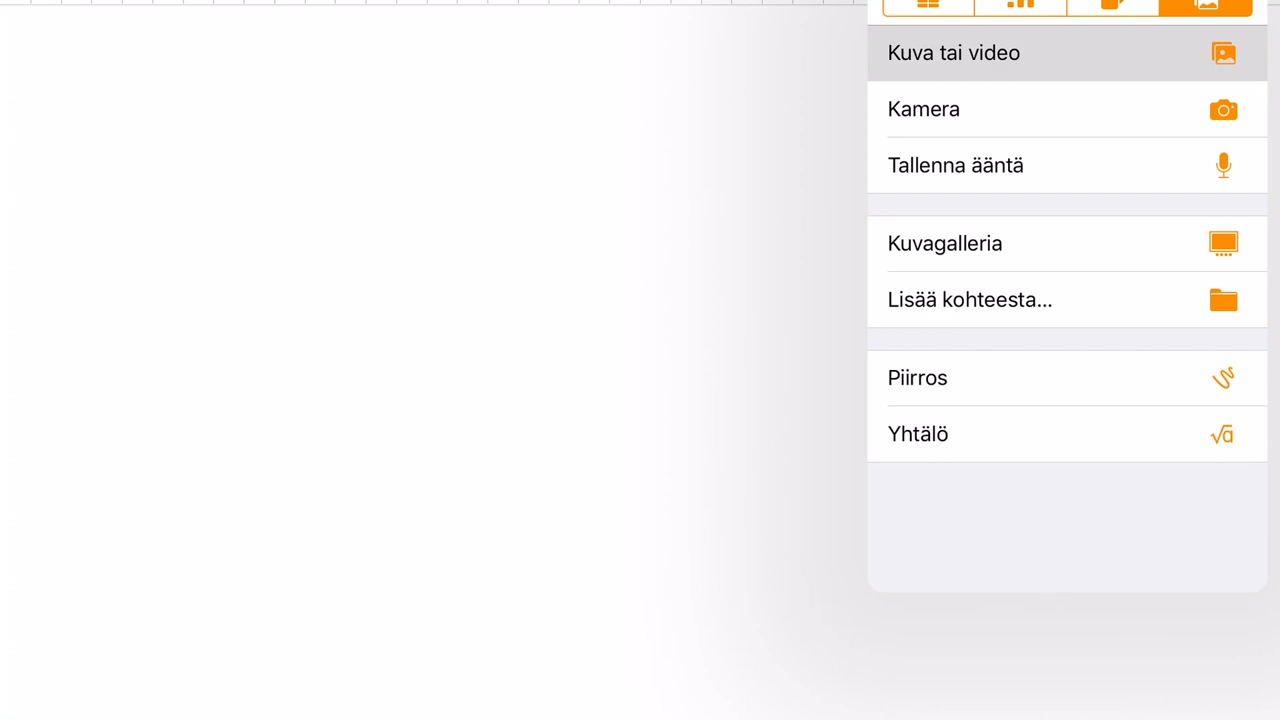 Kuva tai video
Kamera
Tallenna ääntä
Kuvagalleria
Lisää kohteesta...
Piirros
Yhtälö